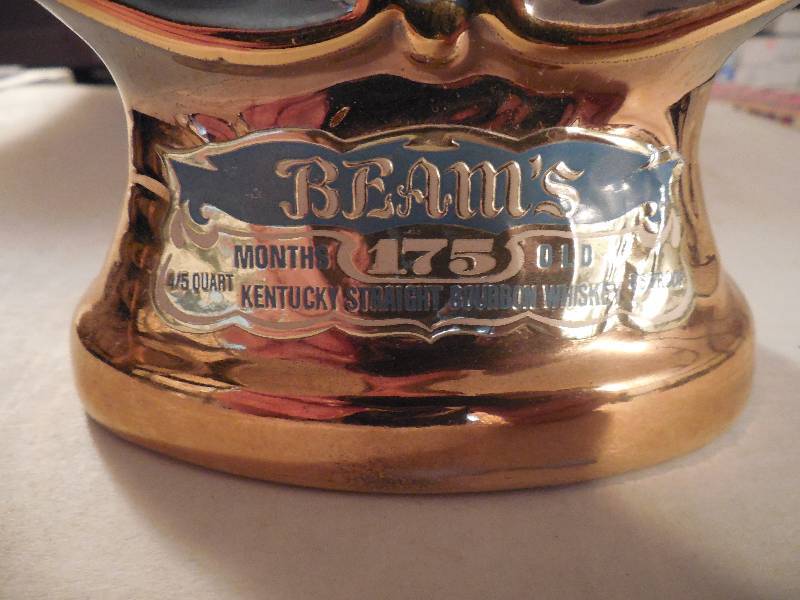 BEAM'S
MONTHS 175 OLD
4/5 QUART KENTUCKY STRAIGHT BOURBON WHISKEY